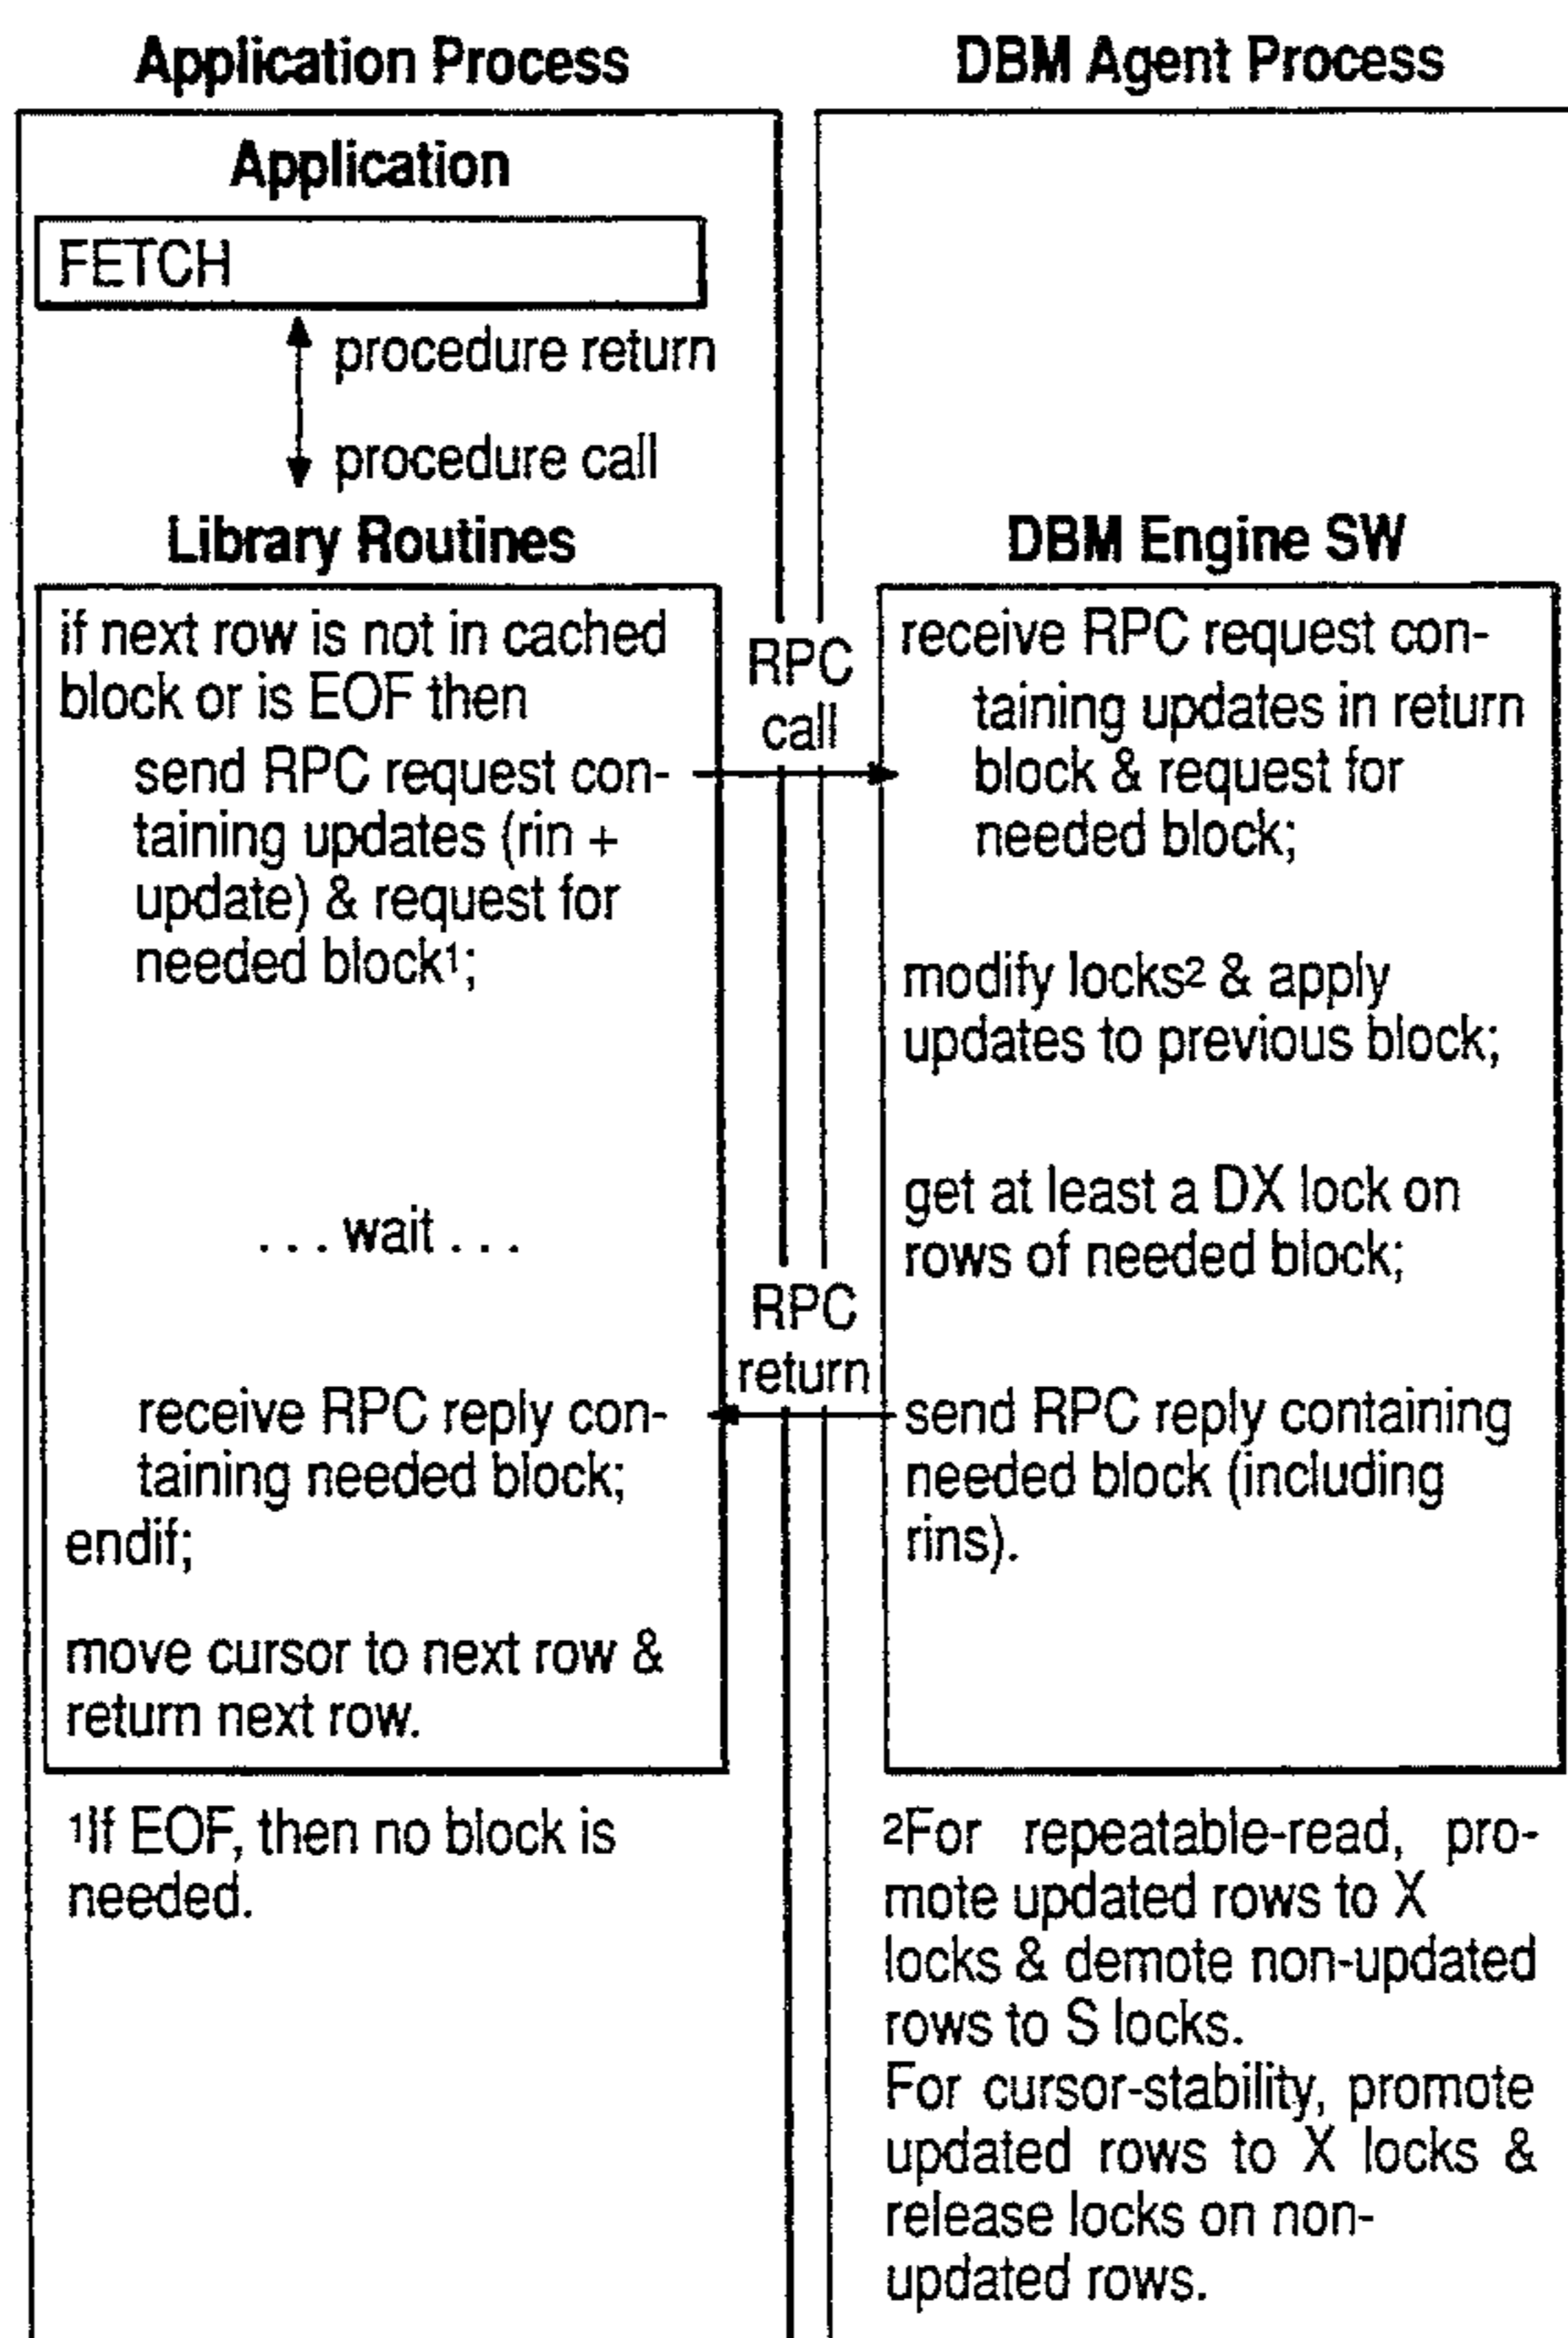 Application Process
Application
FETCH
procedure return
procedure call
Library Routines
if next row is not in cached
block or is EOF then
send RPC request con-
taining updates (rin +
update) & request for
needed block¹;
. . . wait . . .
receive RPC reply con-
taining needed block;
endif;
move cursor to next row &
return next row.
¹If EOF, then no block is
needed.
RPC
call
RPC
return
DBM Agent Process
DBM Engine SW
receive RPC request con-
taining updates in return
block & request for
needed block;
modify locks² & apply
updates to previous block;
get at least a DX lock on
rows of needed block;
send RPC reply containing
needed block (including
rins).
²For repeatable-read, pro-
mote updated rows to X
locks & demote non-updated
rows to S locks.
For cursor-stability, promote
updated rows to X locks &
release locks on non-
updated rows.